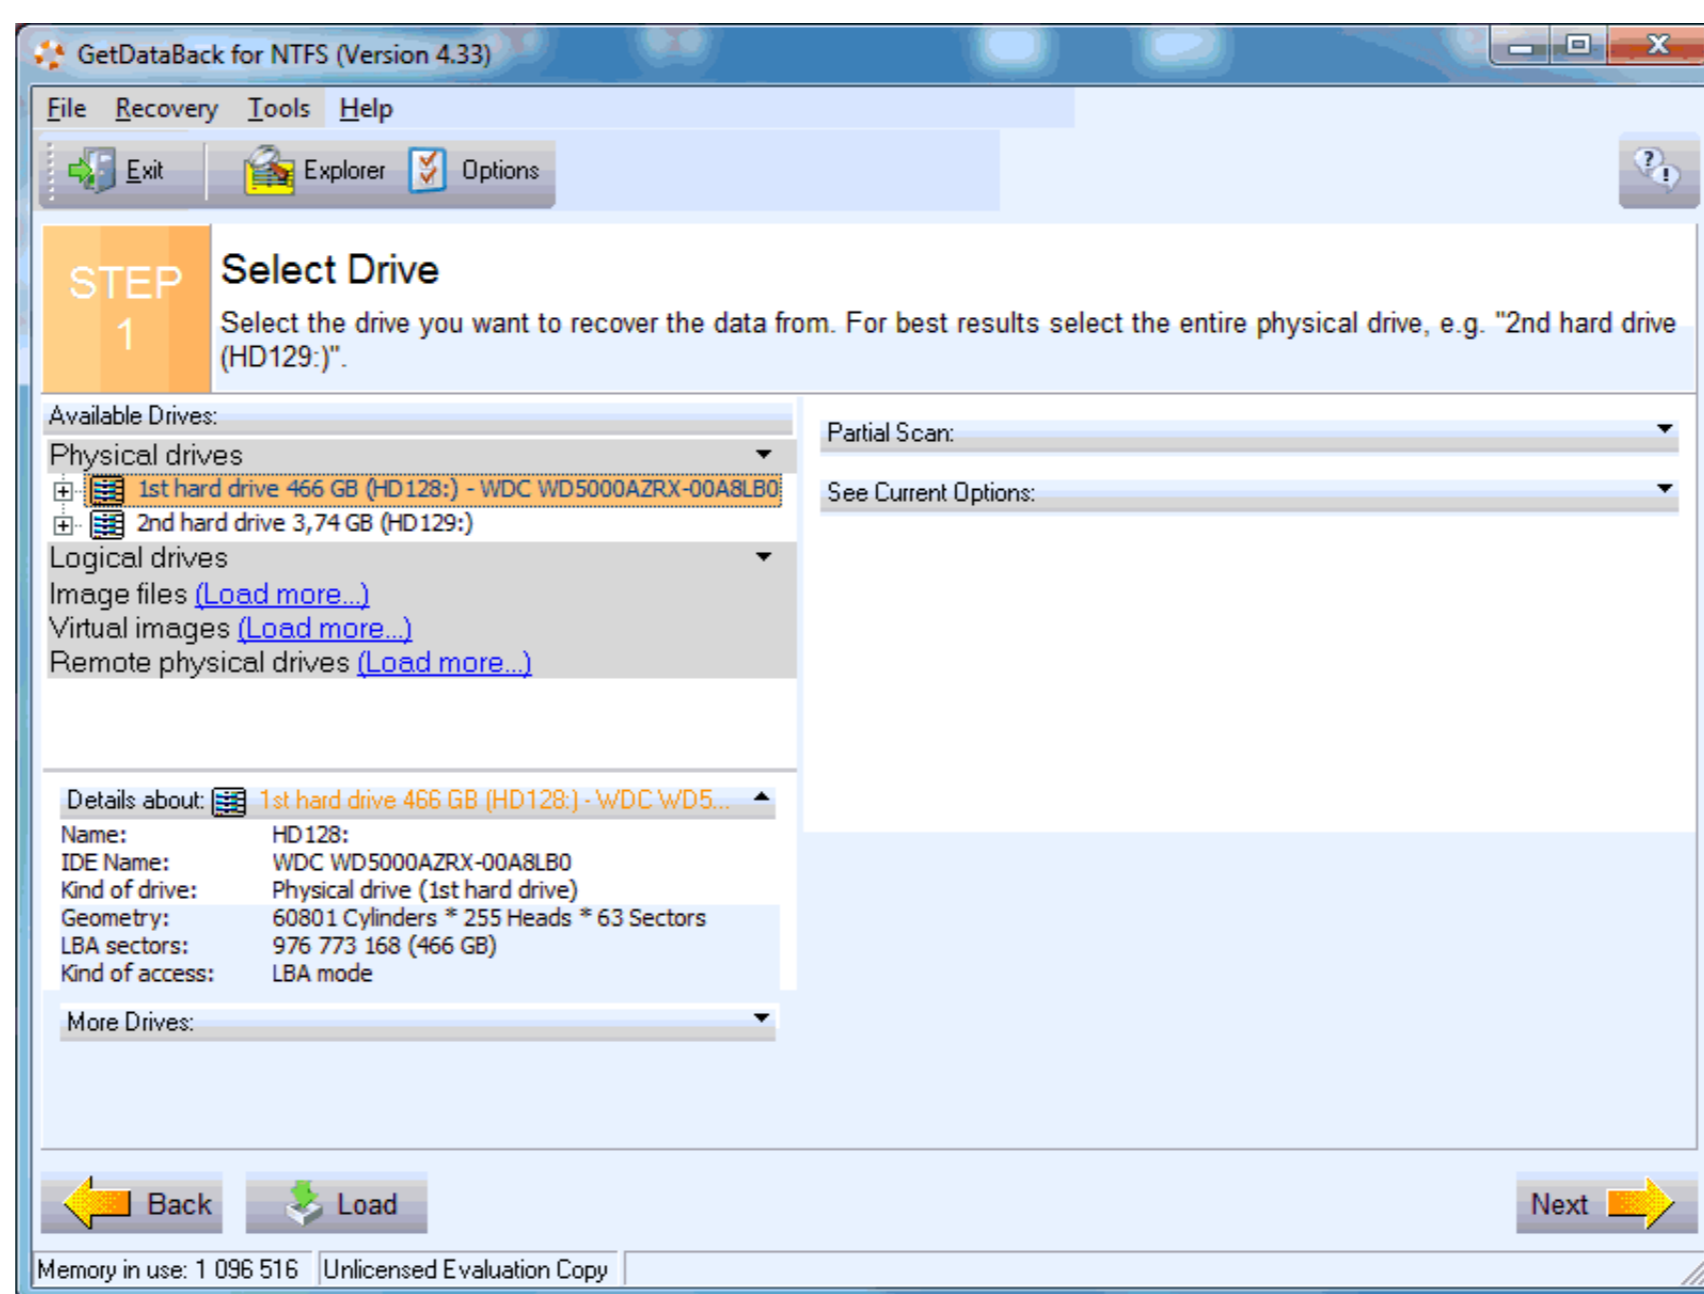 GetDataBack for NTFS (Version 4.33)
File Recovery Tools Help
Exit Explorer Options
STEP
1
Select Drive
Select the drive you want to recover the data from. For best results select the entire physical drive, e.g. "2nd hard drive
(HD129:)".
Available Drives:
Physical drives
1st hard drive 466 GB (HD128:) - WDC WD5000AZRX-00A8LB0
2nd hard drive 3,74 GB (HD129:)
Logical drives
Image files (Load more...)
Virtual images (Load more...)
Remote physical drives (Load more...)
Partial Scan:
See Current Options:
Details about: 1st hard drive 466 GB (HD128:) - WDC WD5...
Name: HD128:
IDE Name: WDC WD5000AZRX-00A8LB0
Kind of drive: Physical drive (1st hard drive)
Geometry: 60801 Cylinders * 255 Heads * 63 Sectors
LBA sectors: 976 773 168 (466 GB)
Kind of access: LBA mode
More Drives:
Back Load Next
Memory in use: 1 096 516 Unlicensed Evaluation Copy